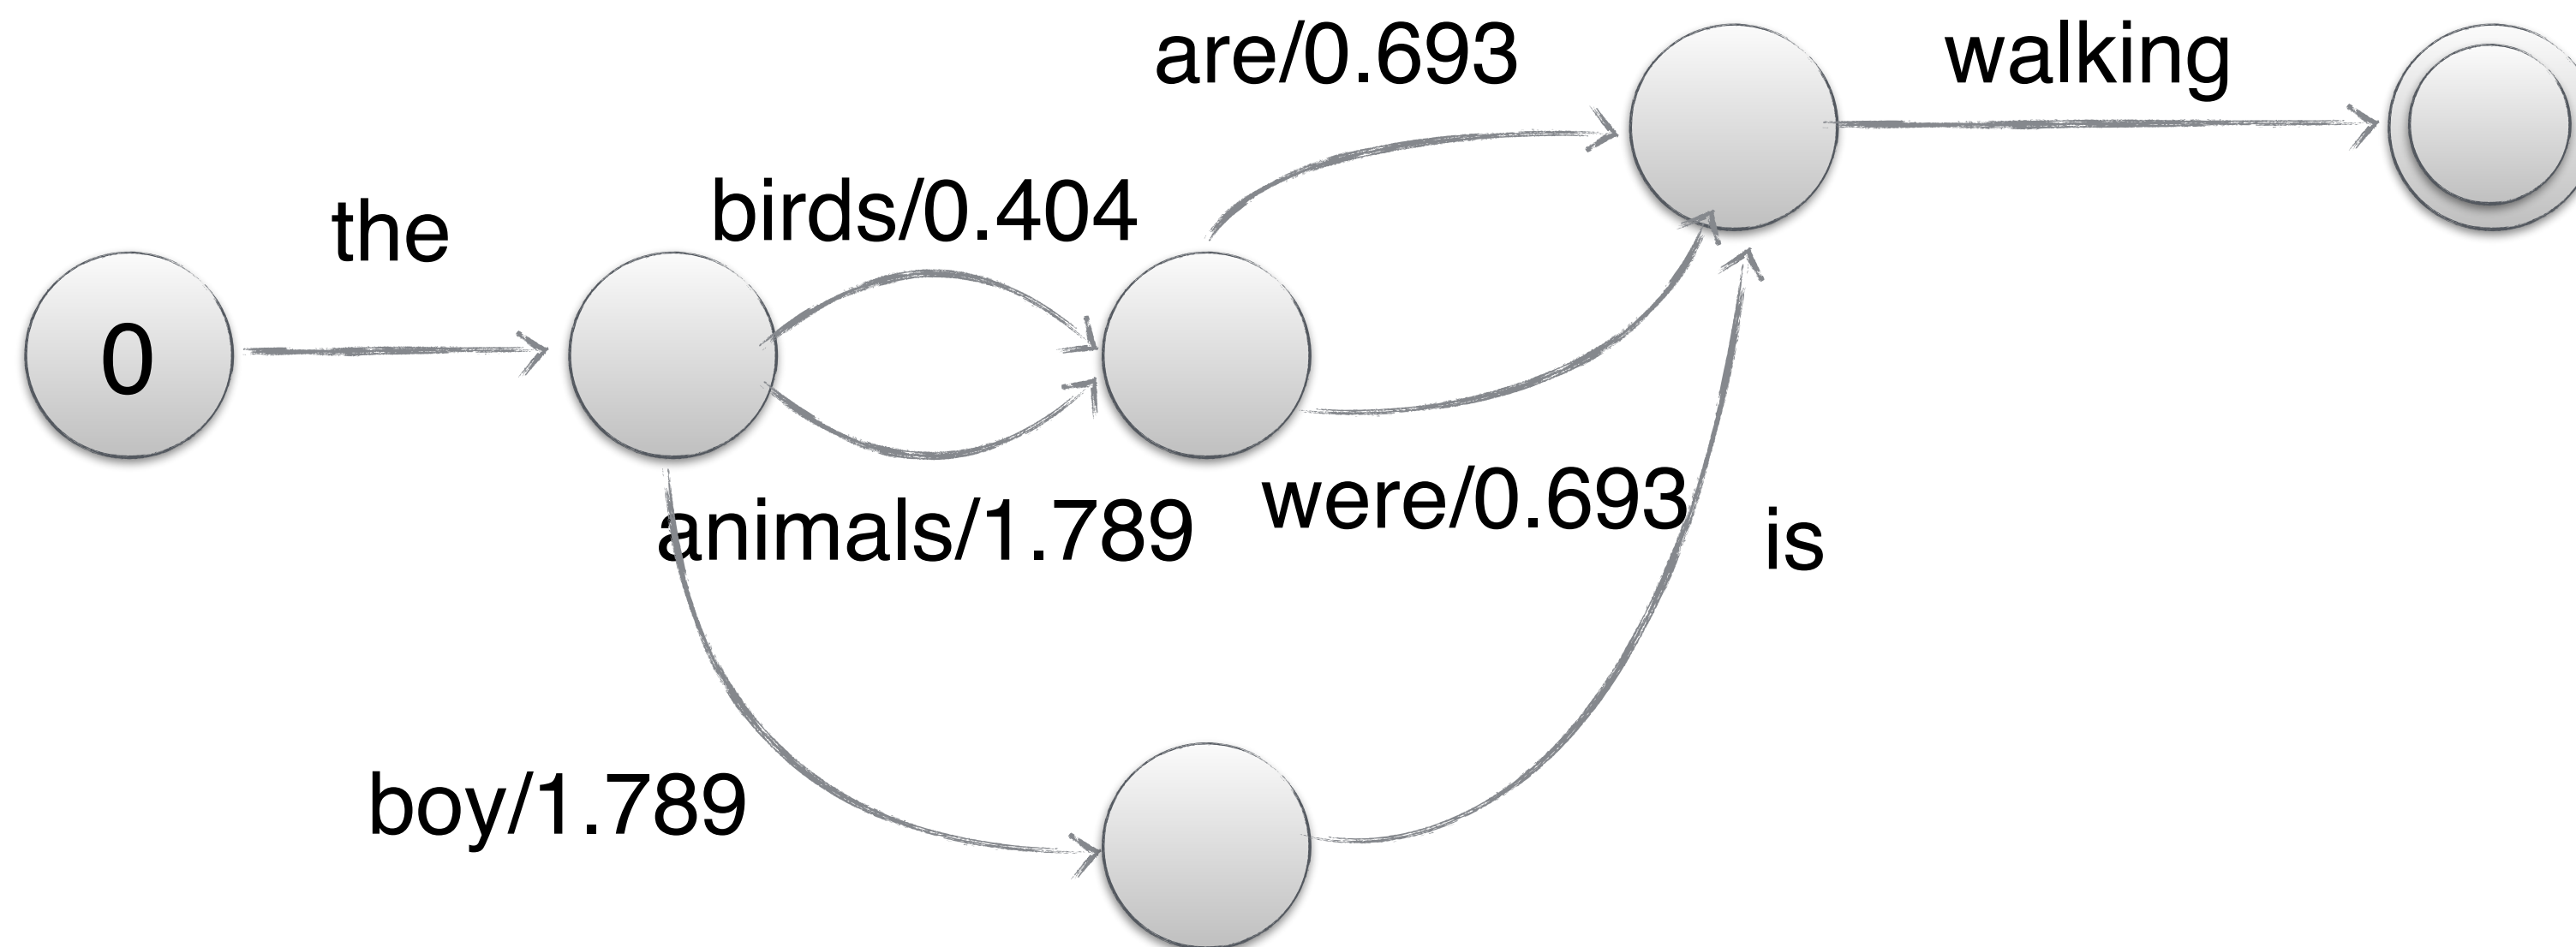 are/0.693
walking
birds/0.404
the
0
animals/1.789
were/0.693
is
boy/1.789